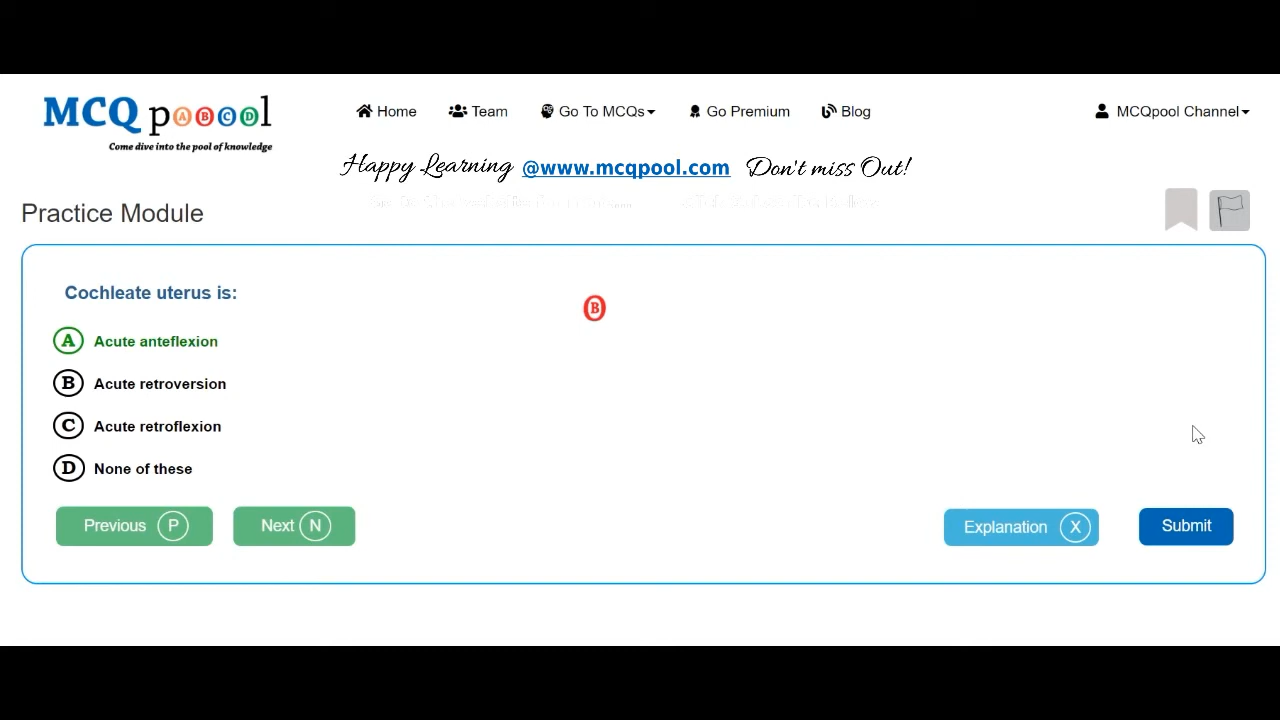 MCQ pooool
Come dive into the pool of knowledge
Home Team Go To MCQs Go Premium Blog MCQpool Channel
Happy Learning @www.mcqpool.com Don't miss Out!
Practice Module
Cochleate uterus is:
B
A Acute anteflexion
B Acute retroversion
C Acute retroflexion
D None of these
Previous P Next N Explanation X Submit